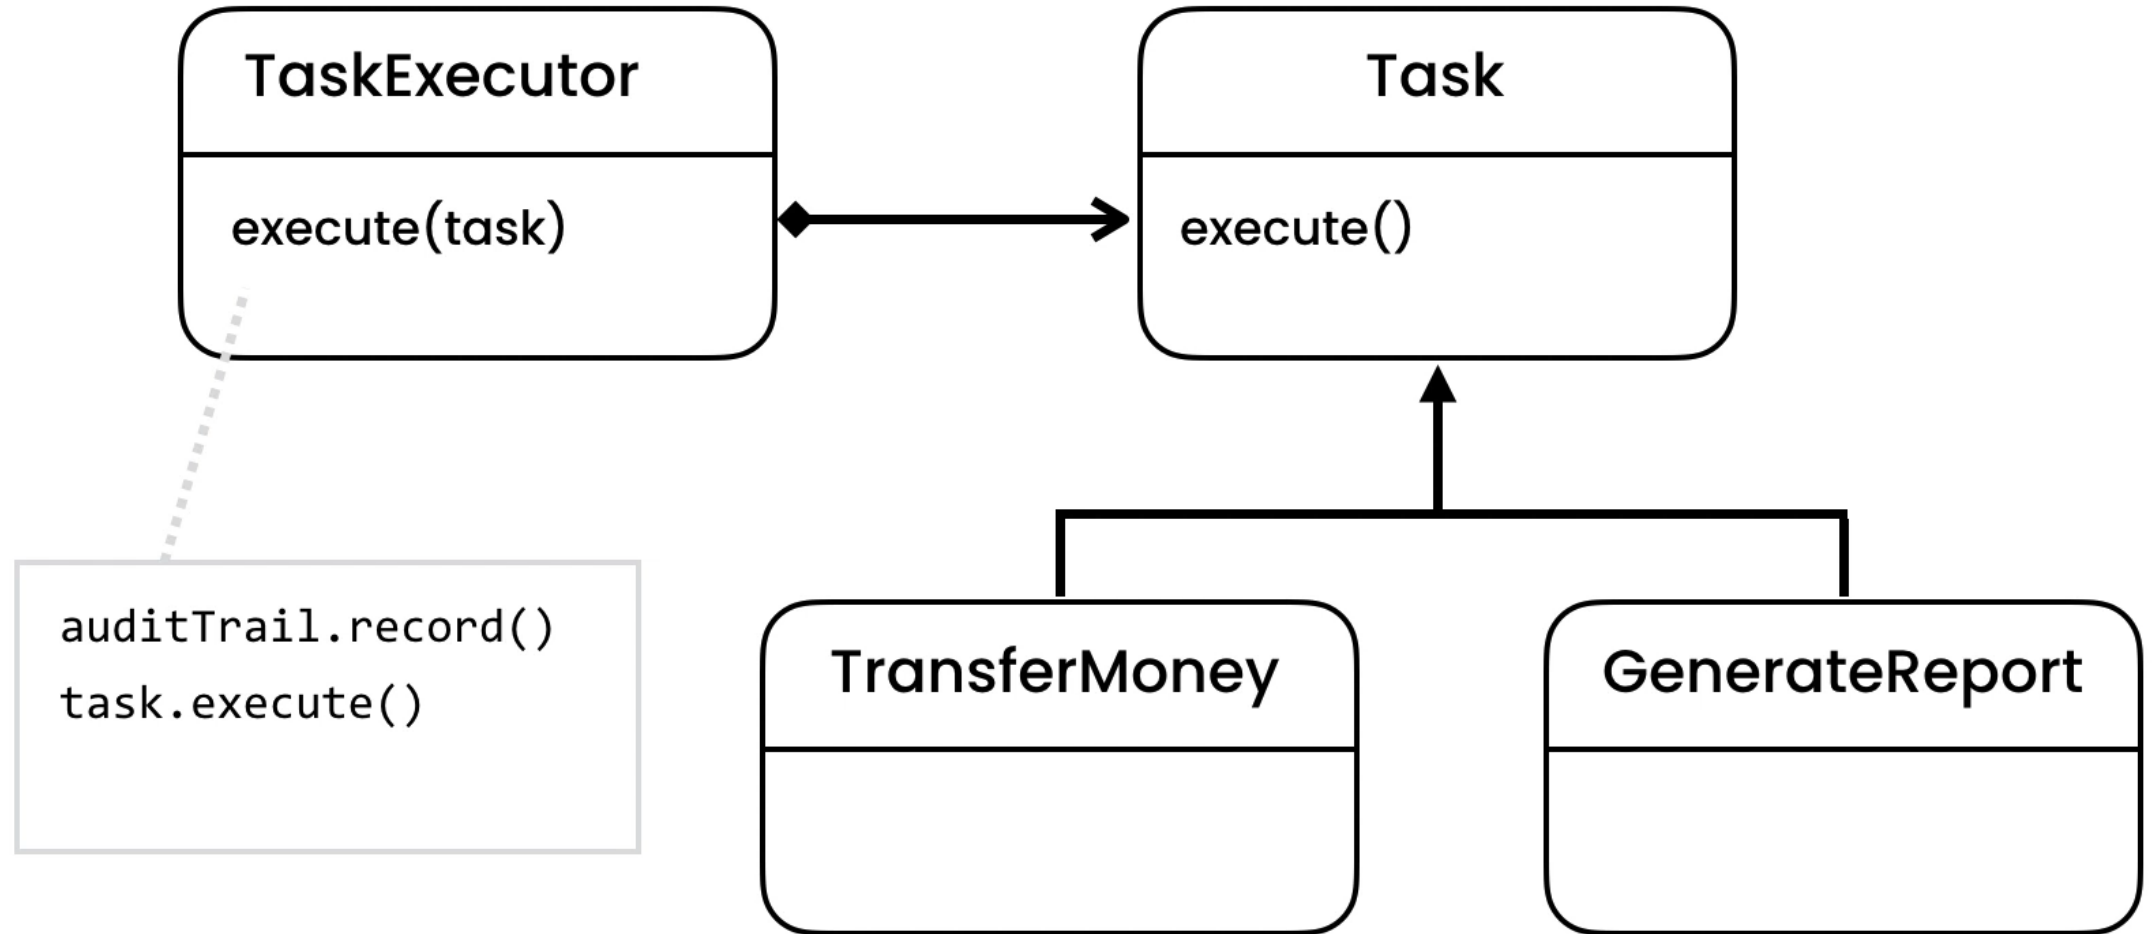 TaskExecutor
execute(task)
Task
execute()
auditTrail.record()
task.execute()
TransferMoney
GenerateReport